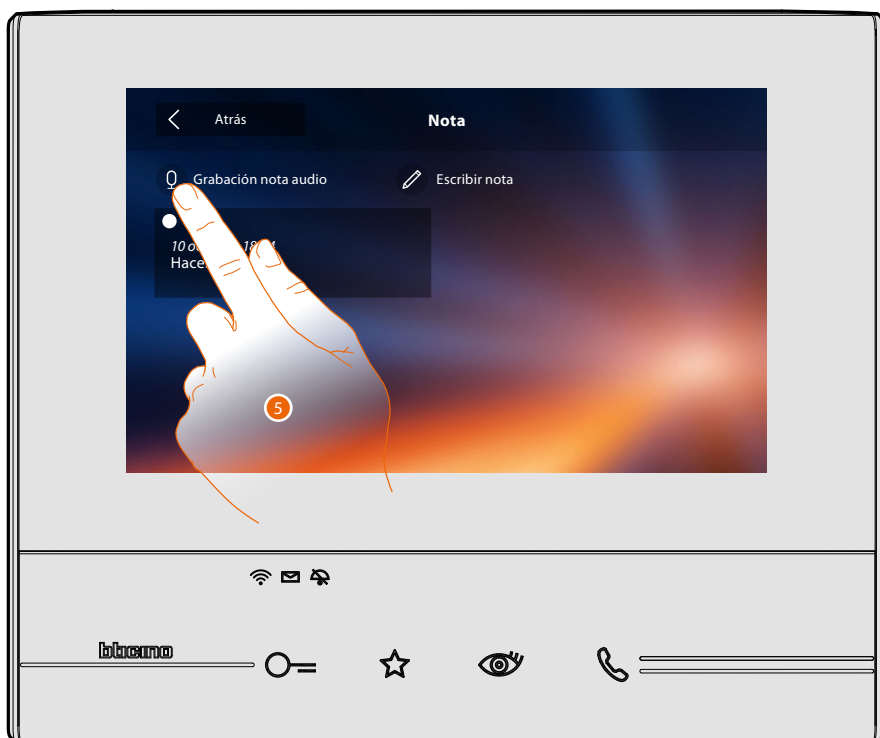 Atrás
Nota
Grabación nota audio
Escribir nota
10 o
Hace
5
bticino